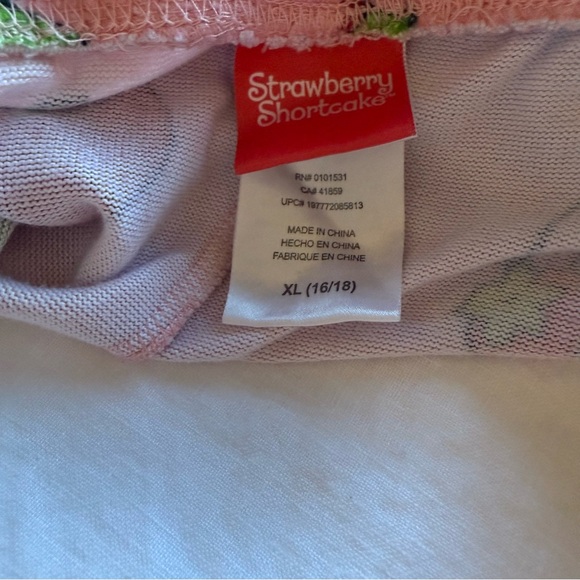 Strawberry
Shortcake™
RN# 0101531
CA# 41859
UPC# 197772085813
MADE IN CHINA
HECHO EN CHINA
FABRIQUE EN CHINE
XL (16/18)